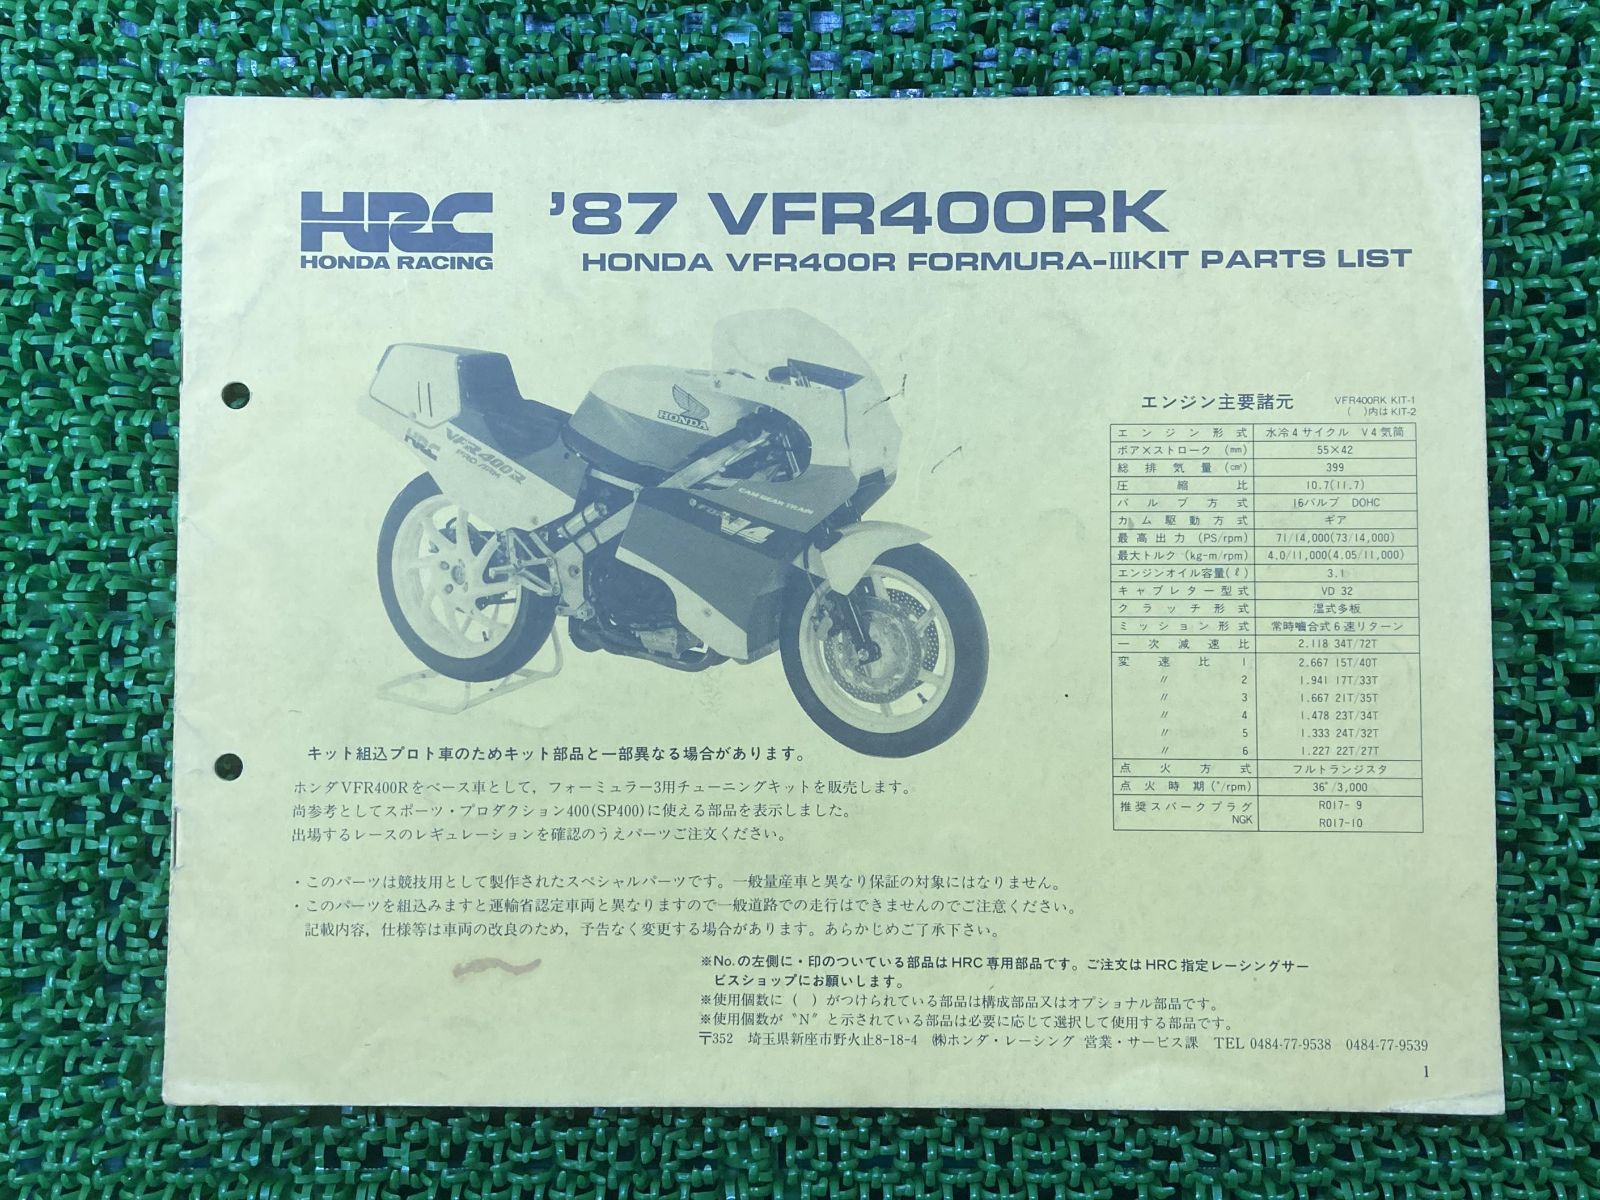 HRC
HONDA RACING
'87 VFR400RK
HONDA VFR400R FORMURA-ⅢKIT PARTS LIST
HONDA
HRC
VFR400R
PRO ARM
CAM GEAR TRAIN
V4
エンジン主要諸元 VFR400RK KIT-1
( )内は KIT-2
エンジン形式 水冷4サイクル V4気筒
ボア×ストローク (mm) 55×42
総排気量 (cm³) 399
圧縮比 10.7(11.7)
バルブ方式 16バルブ DOHC
カム駆動方式 ギア
最高出力 (PS/rpm) 71/14,000(73/14,000)
最大トルク (kg-m/rpm) 4.0/11,000(4.05/11,000)
エンジンオイル容量(ℓ) 3.1
キャブレター型式 VD 32
クラッチ形式 湿式多板
ミッション形式 常時嚙合式6速リターン
一次減速比 2.118 34T/72T
変速比 1 2.667 15T/40T
〃 2 1.941 17T/33T
〃 3 1.667 21T/35T
〃 4 1.478 23T/34T
〃 5 1.333 24T/32T
〃 6 1.227 22T/27T
点火方式 フルトランジスタ
点火時期(°/rpm) 36°/3,000
推奨スパークプラグ R017- 9
NGK R017-10
キット組込プロト車のためキット部品と一部異なる場合があります。
ホンダVFR400Rをベース車として，フォーミュラー3用チューニングキットを販売します。
尚参考としてスポーツ・プロダクション400(SP400)に使える部品を表示しました。
出場するレースのレギュレーションを確認のうえパーツご注文ください。
・このパーツは競技用として製作されたスペシャルパーツです。一般量産車と異なり保証の対象にはなりません。
・このパーツを組込みますと運輸省認定車両と異なりますので一般道路での走行はできませんのでご注意ください。
記載内容，仕様等は車両の改良のため，予告なく変更する場合があります。あらかじめご了承下さい。
※No.の左側に・印のついている部品はHRC専用部品です。ご注文はHRC指定レーシングサー
ビスショップにお願いします。
※使用個数に ( ) がつけられている部品は構成部品又はオプショナル部品です。
※使用個数が〝N〞と示されている部品は必要に応じて選択して使用する部品です。
〒352 埼玉県新座市野火止8-18-4 ㈱ホンダ・レーシング 営業・サービス課 TEL 0484-77-9538 0484-77-9539
1